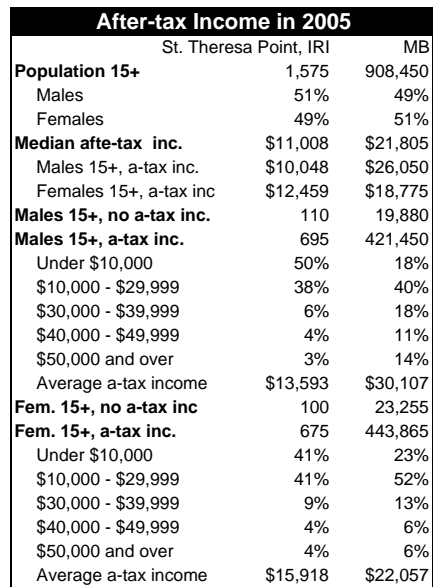 After-tax Income in 2005
St. Theresa Point, IRI MB
Population 15+ 1,575 908,450
Males 51% 49%
Females 49% 51%
Median afte-tax inc. $11,008 $21,805
Males 15+, a-tax inc. $10,048 $26,050
Females 15+, a-tax inc $12,459 $18,775
Males 15+, no a-tax inc. 110 19,880
Males 15+, a-tax inc. 695 421,450
Under $10,000 50% 18%
$10,000 - $29,999 38% 40%
$30,000 - $39,999 6% 18%
$40,000 - $49,999 4% 11%
$50,000 and over 3% 14%
Average a-tax income $13,593 $30,107
Fem. 15+, no a-tax inc 100 23,255
Fem. 15+, a-tax inc. 675 443,865
Under $10,000 41% 23%
$10,000 - $29,999 41% 52%
$30,000 - $39,999 9% 13%
$40,000 - $49,999 4% 6%
$50,000 and over 4% 6%
Average a-tax income $15,918 $22,057